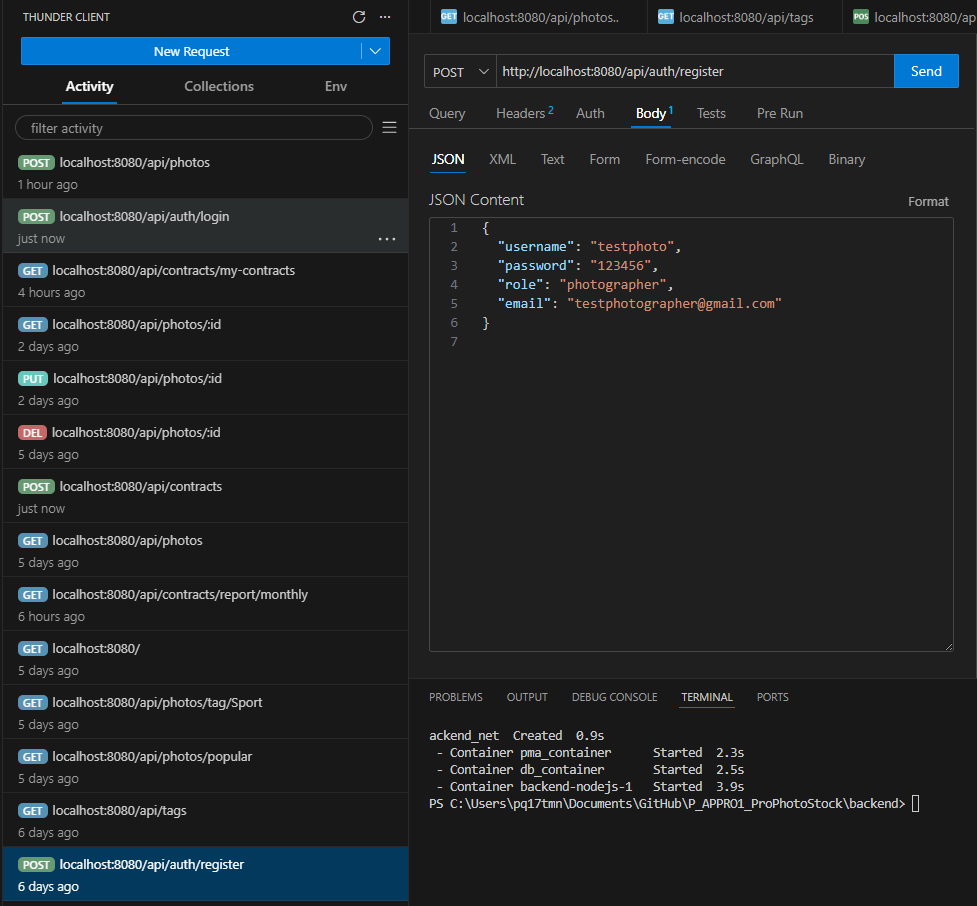 THUNDER CLIENT
New Request
Activity Collections Env
filter activity
POST localhost:8080/api/photos
1 hour ago
POST localhost:8080/api/auth/login
just now
GET localhost:8080/api/contracts/my-contracts
4 hours ago
GET localhost:8080/api/photos/:id
2 days ago
PUT localhost:8080/api/photos/:id
2 days ago
DEL localhost:8080/api/photos/:id
5 days ago
POST localhost:8080/api/contracts
just now
GET localhost:8080/api/photos
5 days ago
GET localhost:8080/api/contracts/report/monthly
6 hours ago
GET localhost:8080/
5 days ago
GET localhost:8080/api/photos/tag/Sport
5 days ago
GET localhost:8080/api/photos/popular
5 days ago
GET localhost:8080/api/tags
6 days ago
POST localhost:8080/api/auth/register
6 days ago
GET localhost:8080/api/photos.. GET localhost:8080/api/tags POS localhost:8080/ap
POST http://localhost:8080/api/auth/register Send
Query Headers 2 Auth Body 1 Tests Pre Run
JSON XML Text Form Form-encode GraphQL Binary
JSON Content Format
1 {
2 "username": "testphoto",
3 "password": "123456",
4 "role": "photographer",
5 "email": "testphotographer@gmail.com"
6 }
7
PROBLEMS OUTPUT DEBUG CONSOLE TERMINAL PORTS
ackend_net Created 0.9s
- Container pma_container Started 2.3s
- Container db_container Started 2.5s
- Container backend-nodejs-1 Started 3.9s
PS C:\Users\pq17tmn\Documents\GitHub\P_APPRO1_ProPhotoStock\backend>